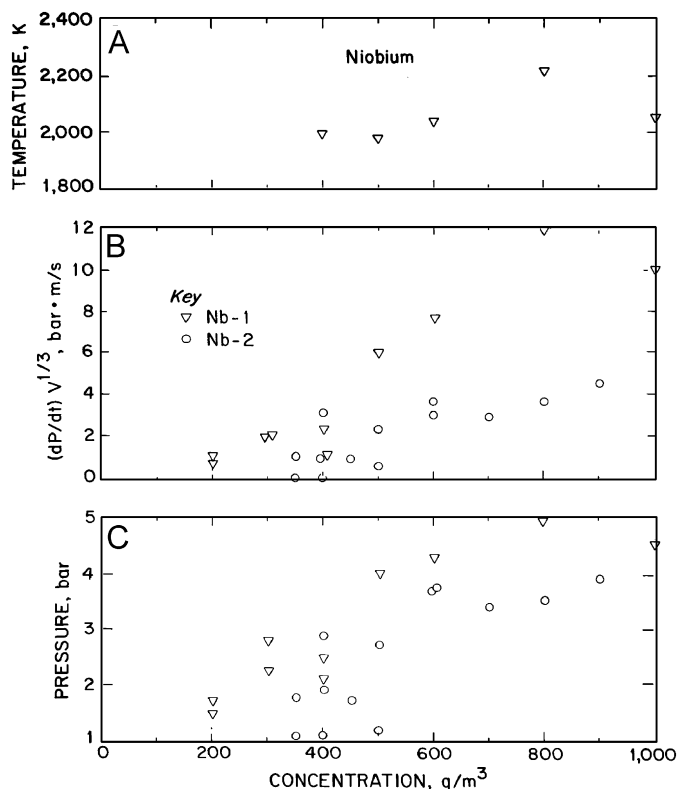 2,400
A
Niobium
2,200
2,000
1,800
TEMPERATURE, K
12
B
10
8
Key
Nb-1
Nb-2
6
4
2
0
(dP/dt) V^1/3, bar • m/s
5
C
4
3
2
1
PRESSURE, bar
0 200 400 600 800 1,000
CONCENTRATION, g/m³